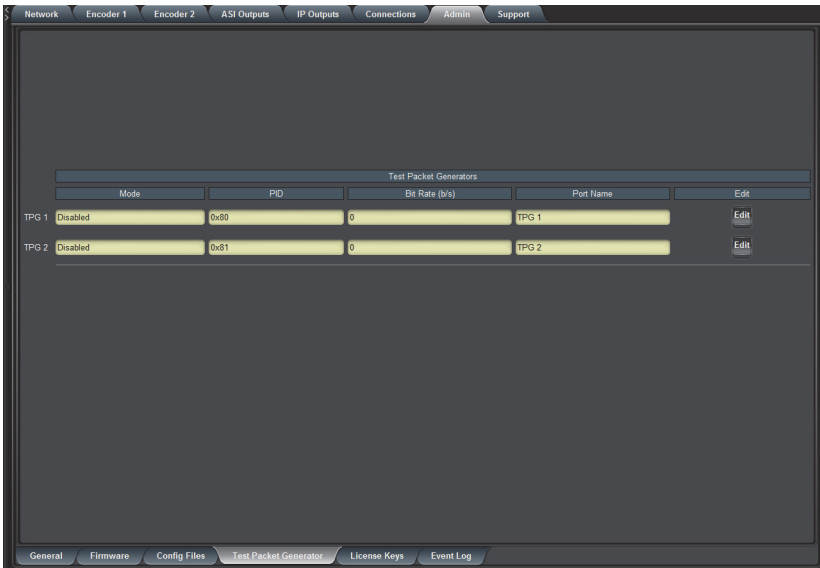 Network Encoder 1 Encoder 2 ASI Outputs IP Outputs Connections Admin Support
Test Packet Generators
Mode PID Bit Rate (b/s) Port Name Edit
TPG 1 Disabled 0x80 0 TPG 1 Edit
TPG 2 Disabled 0x81 0 TPG 2 Edit
General Firmware Config Files Test Packet Generator License Keys Event Log